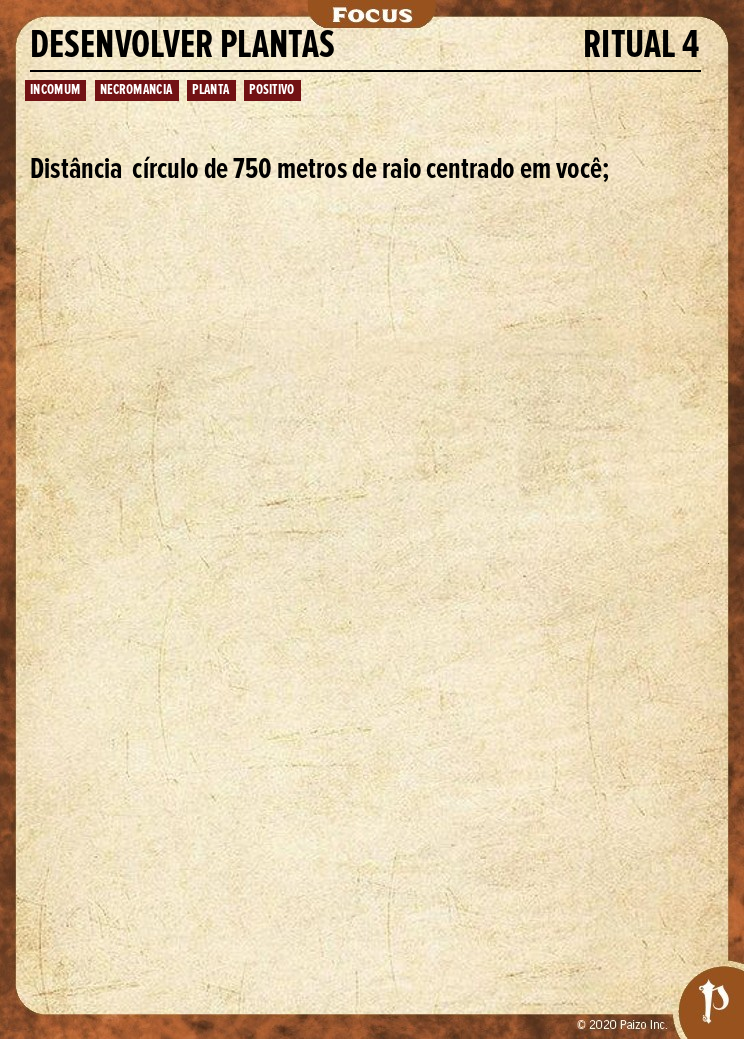 Focus
DESENVOLVER PLANTAS RITUAL 4
INCOMUM NECROMANCIA PLANTA POSITIVO
Distância círculo de 750 metros de raio centrado em você;
© 2020 Paizo Inc.
P